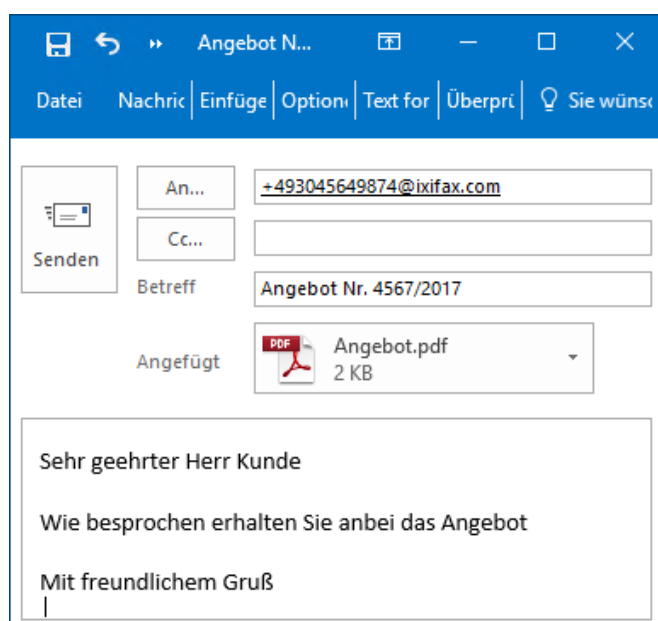 Angebot N...
Datei Nachric Einfüge Option Text for Überprü Sie wüns
An... +493045649874@ixifax.com
Cc...
Senden
Betreff Angebot Nr. 4567/2017
PDF Angebot.pdf
Angefügt
2 KB
Sehr geehrter Herr Kunde
Wie besprochen erhalten Sie anbei das Angebot
Mit freundlichem Gruß